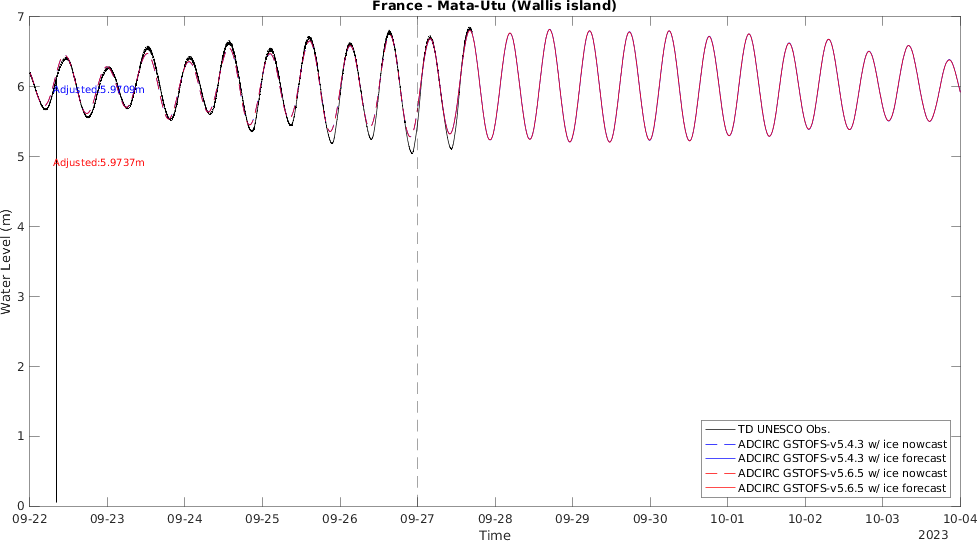 France - Mata-Utu (Wallis island)
7
6
5
4
3
2
1
0
Water Level (m)
Adjusted:5.9709m
Adjusted:5.9737m
TD UNESCO Obs.
ADCIRC GSTOFS-v5.4.3 w/ ice nowcast
ADCIRC GSTOFS-v5.4.3 w/ ice forecast
ADCIRC GSTOFS-v5.6.5 w/ ice nowcast
ADCIRC GSTOFS-v5.6.5 w/ ice forecast
09-22 09-23 09-24 09-25 09-26 09-27 09-28 09-29 09-30 10-01 10-02 10-03 10-04
Time
2023